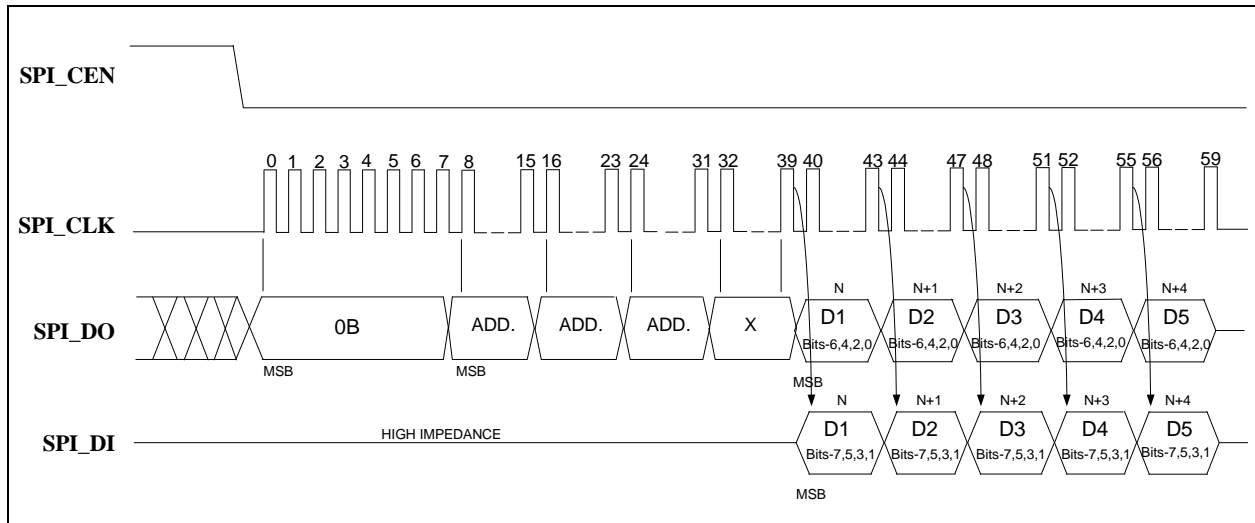 SPI_CEN
0 1 2 3 4 5 6 7 8 15 16 23 24 31 32 39 40 43 44 47 48 51 52 55 56 59
SPI_CLK
N N+1 N+2 N+3 N+4
SPI_DO 0B ADD. ADD. ADD. X D1 D2 D3 D4 D5
Bits-6,4,2,0 Bits-6,4,2,0 Bits-6,4,2,0 Bits-6,4,2,0 Bits-6,4,2,0
MSB MSB MSB
N N+1 N+2 N+3 N+4
SPI_DI HIGH IMPEDANCE D1 D2 D3 D4 D5
Bits-7,5,3,1 Bits-7,5,3,1 Bits-7,5,3,1 Bits-7,5,3,1 Bits-7,5,3,1
MSB